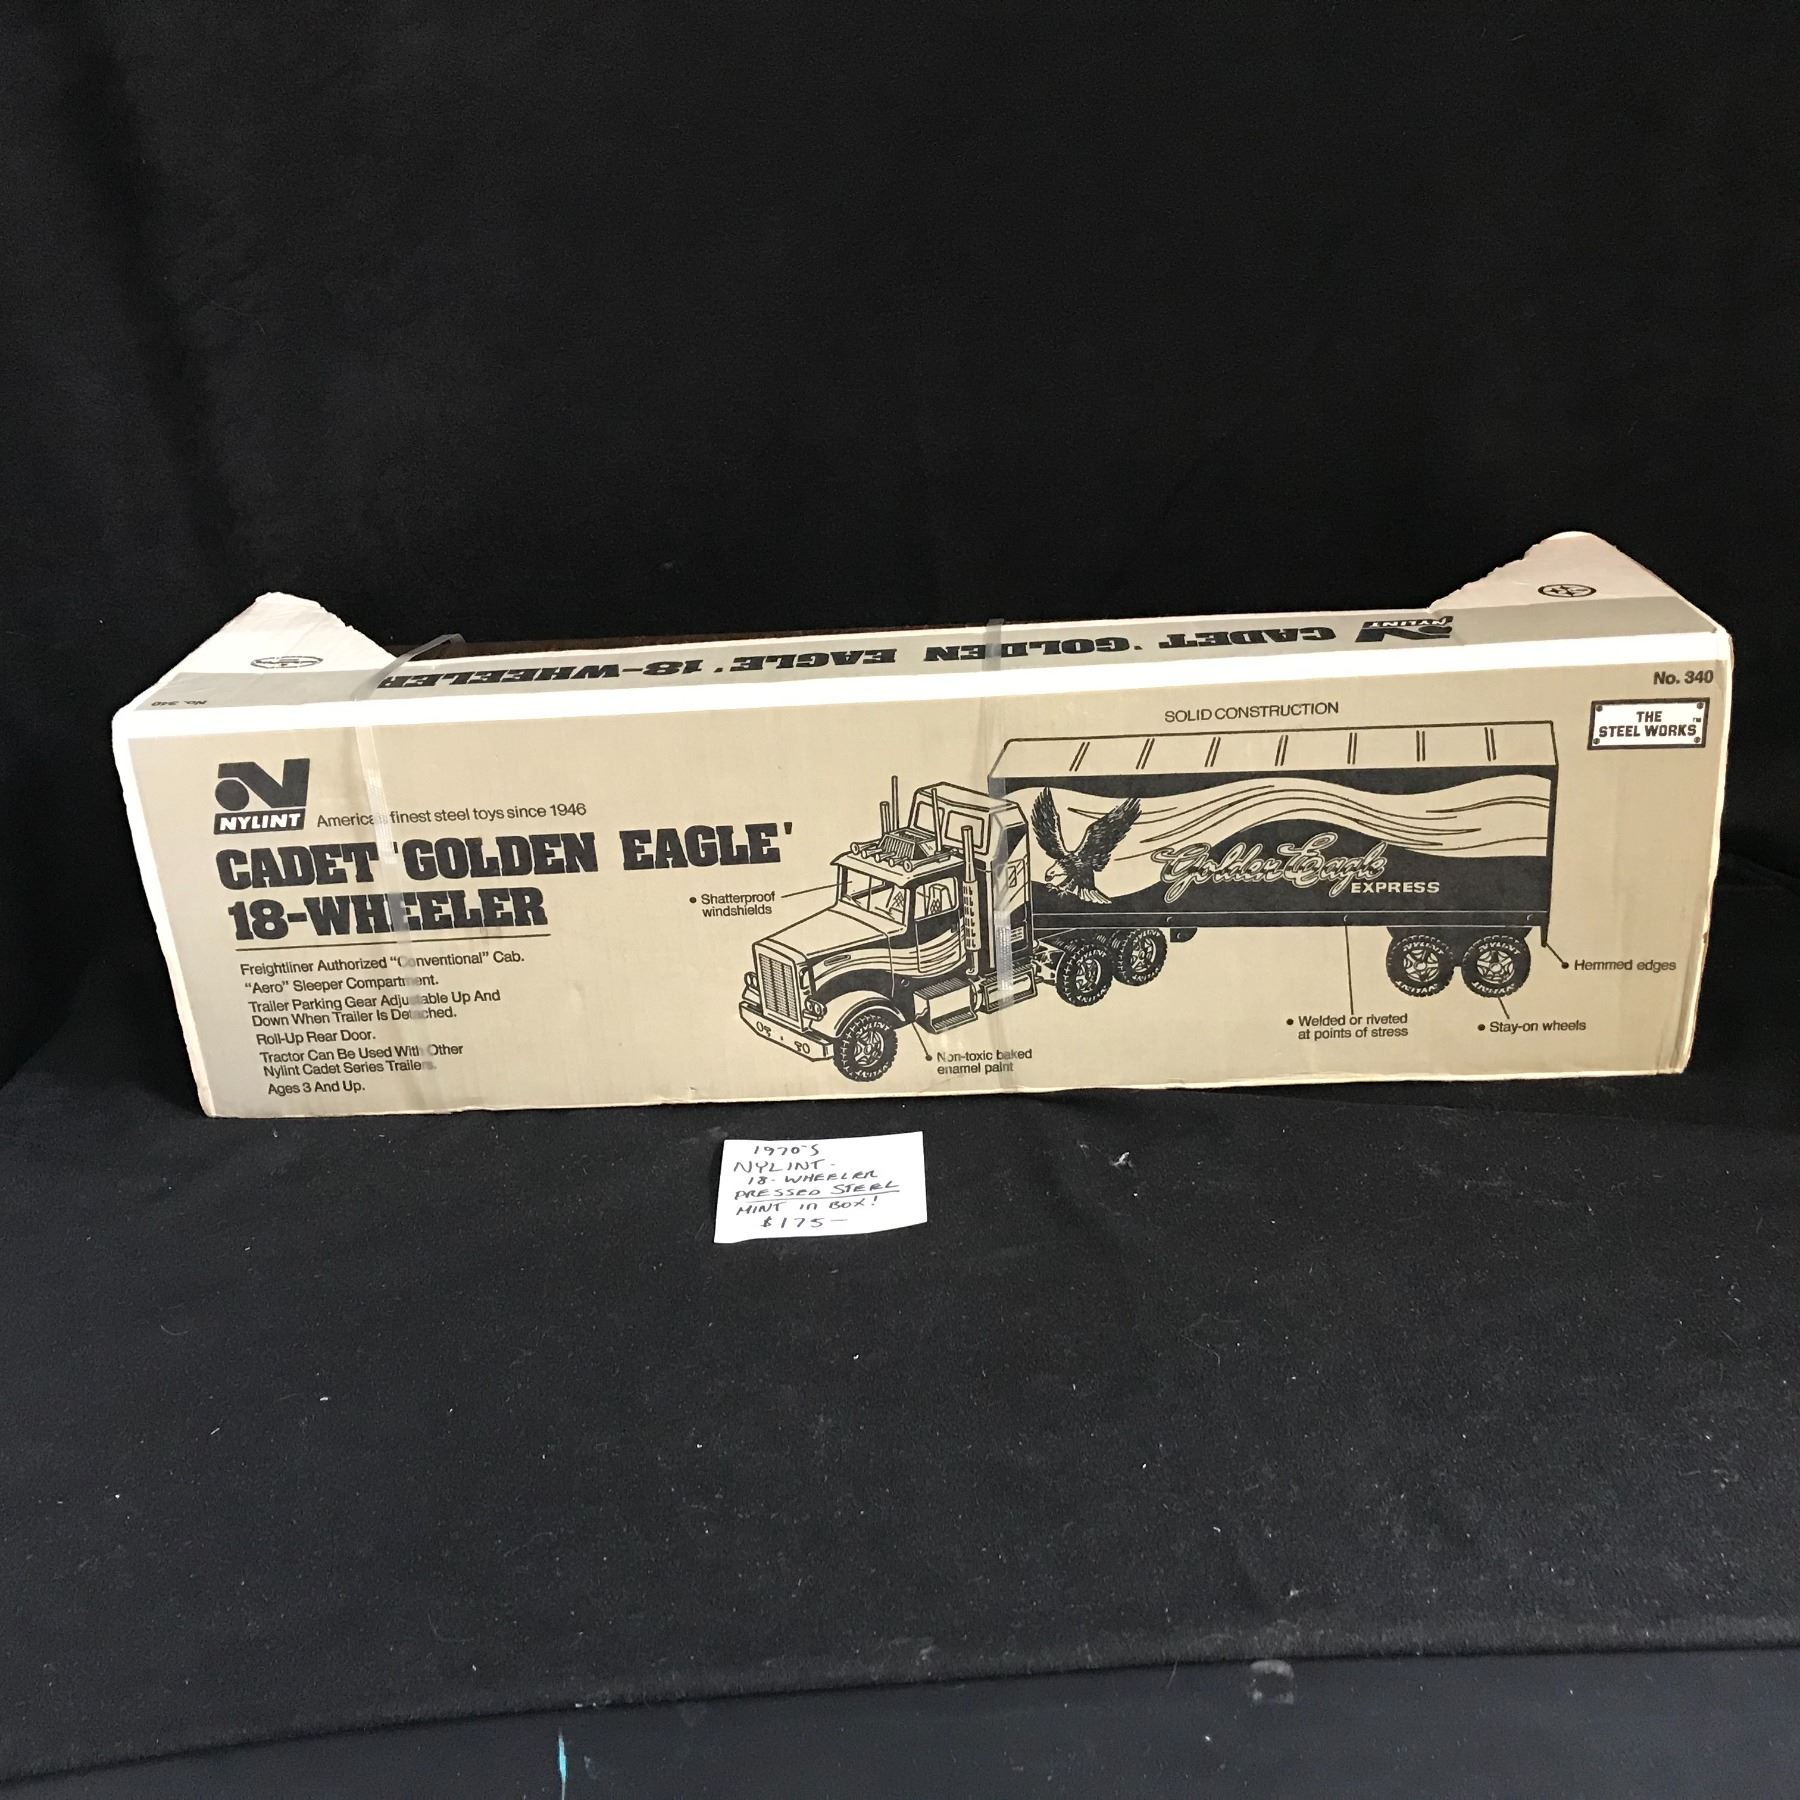 NYLINT
CADET 'GOLDEN EAGLE' 18-WHEELER
No. 340
No. 340
THE
STEEL WORKS™
SOLID CONSTRUCTION
NYLINT
America's finest steel toys since 1946
CADET 'GOLDEN EAGLE'
18-WHEELER
Freightliner Authorized "Conventional" Cab.
"Aero" Sleeper Compartment.
Trailer Parking Gear Adjustable Up And
Down When Trailer Is Detached.
Roll-Up Rear Door.
Tractor Can Be Used With Other
Nylint Cadet Series Trailers.
Ages 3 And Up.
• Shatterproof
windshields
Golden Eagle
EXPRESS
• Hemmed edges
• Welded or riveted
at points of stress
• Stay-on wheels
• Non-toxic baked
enamel paint
NYLINT
1970'S
NYLINT-
18-WHEELER
PRESSED STEEL
MINT in BOX!
$175-